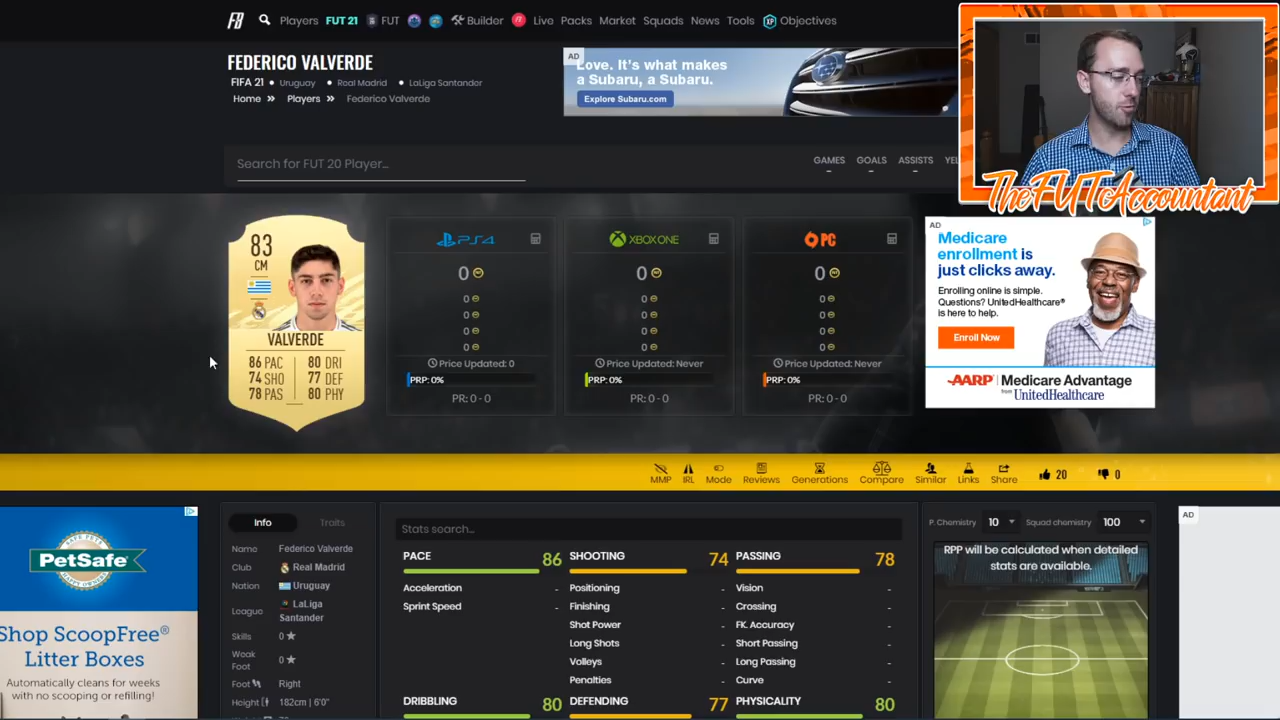 FB Players FUT 21 FUT Builder Live Packs Market Squads News Tools XP Objectives
FEDERICO VALVERDE
FIFA 21 Uruguay Real Madrid LaLiga Santander
Home Players Federico Valverde
AD
Love. It's what makes
a Subaru, a Subaru.
Explore Subaru.com
TheFUTAccountant
Search for FUT 20 Player...
GAMES GOALS ASSISTS YEL
- - -
83
CM
VALVERDE
86 PAC 80 DRI
74 SHO 77 DEF
78 PAS 80 PHY
PS4
0
0
0
0
0
Price Updated: 0
PRP: 0%
PR: 0 - 0
XBOX ONE
0
0
0
0
0
Price Updated: Never
PRP: 0%
PR: 0 - 0
PC
0
0
0
0
0
Price Updated: Never
PRP: 0%
PR: 0 - 0
AD
Medicare
enrollment is
just clicks away.
Enrolling online is simple.
Questions? UnitedHealthcare®
is here to help.
Enroll Now
AARP Medicare Advantage
from UnitedHealthcare
MMP IRL Mode Reviews Generations Compare Similar Links Share 20 0
PetSafe®
Shop ScoopFree®
Litter Boxes
Automatically cleans for weeks
with no scooping or refilling!
Info Traits
Name Federico Valverde
Club Real Madrid
Nation Uruguay
League LaLiga
Santander
Skills 0
Weak
Foot 0
Foot Right
Height 182cm | 6'0"
Stats search...
PACE 86
Acceleration -
Sprint Speed -
SHOOTING 74
Positioning -
Finishing -
Shot Power -
Long Shots -
Volleys -
Penalties -
PASSING 78
Vision -
Crossing -
FK. Accuracy -
Short Passing -
Long Passing -
Curve -
DRIBBLING 80
DEFENDING 77
PHYSICALITY 80
P. Chemistry 10 Squad chemistry 100
RPP will be calculated when detailed
stats are available.
AD